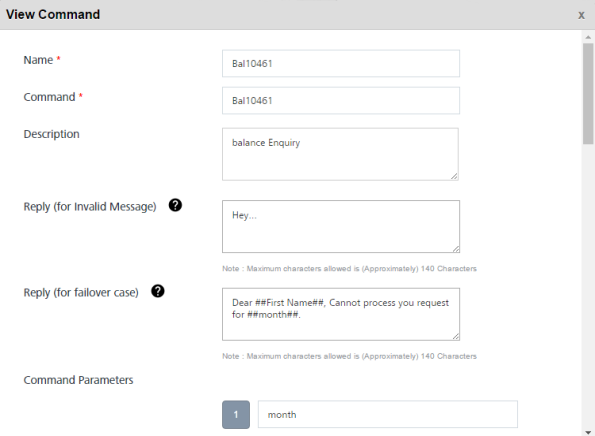 View Command x
Name *
Bal10461
Command *
Bal10461
Description
balance Enquiry
Reply (for Invalid Message) ?
Hey...
Note : Maximum characters allowed is (Approximately) 140 Characters
Reply (for failover case) ?
Dear ##First Name##, Cannot process you request
for ##month##.
Note : Maximum characters allowed is (Approximately) 140 Characters
Command Parameters
1 month